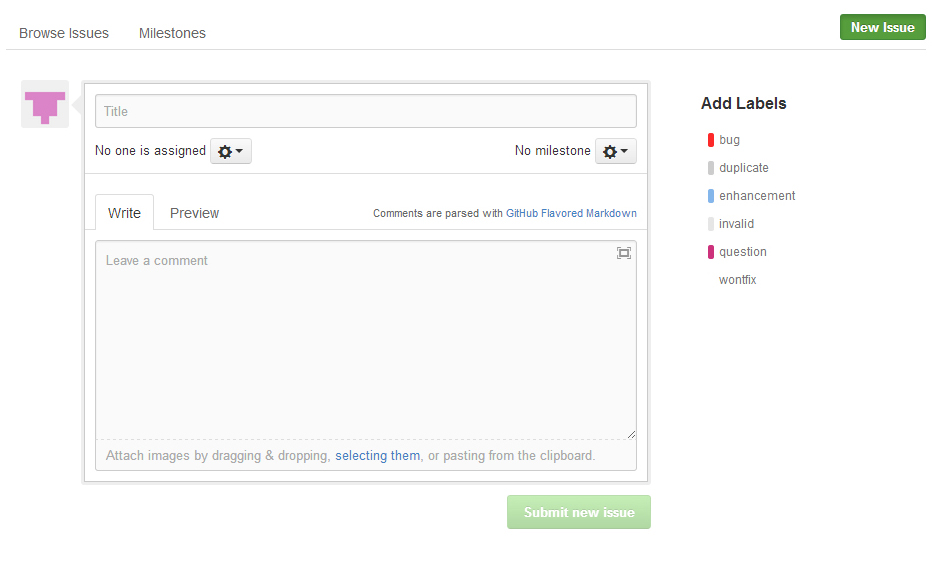 Browse Issues Milestones New Issue
Title
No one is assigned No milestone
Write Preview Comments are parsed with GitHub Flavored Markdown
Leave a comment
Attach images by dragging & dropping, selecting them, or pasting from the clipboard.
Submit new issue
Add Labels
bug
duplicate
enhancement
invalid
question
wontfix